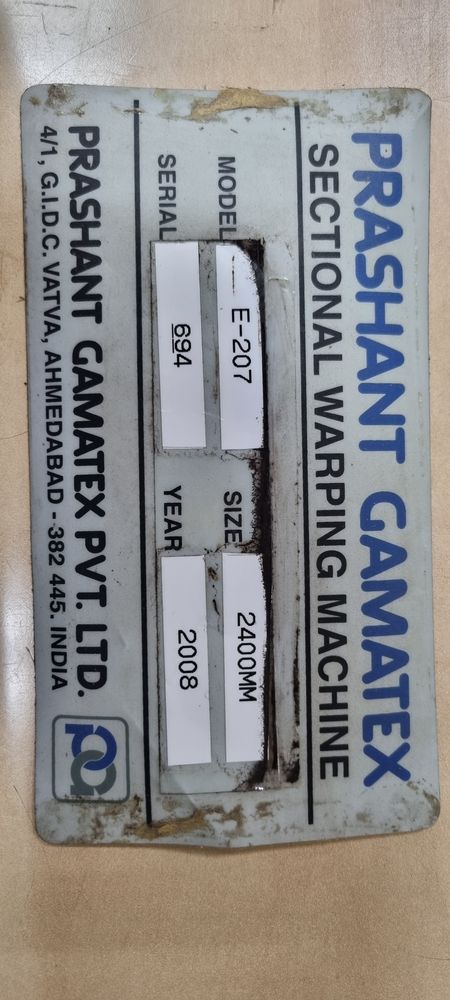 PRASHANT GAMATEX
SECTIONAL WARPING MACHINE
MODEL E-207 SIZE 2400MM
SERIAL 694 YEAR 2008
PRASHANT GAMATEX PVT. LTD.
4/1, G.I.D.C. VATVA, AHMEDABAD - 382 445. INDIA
pg